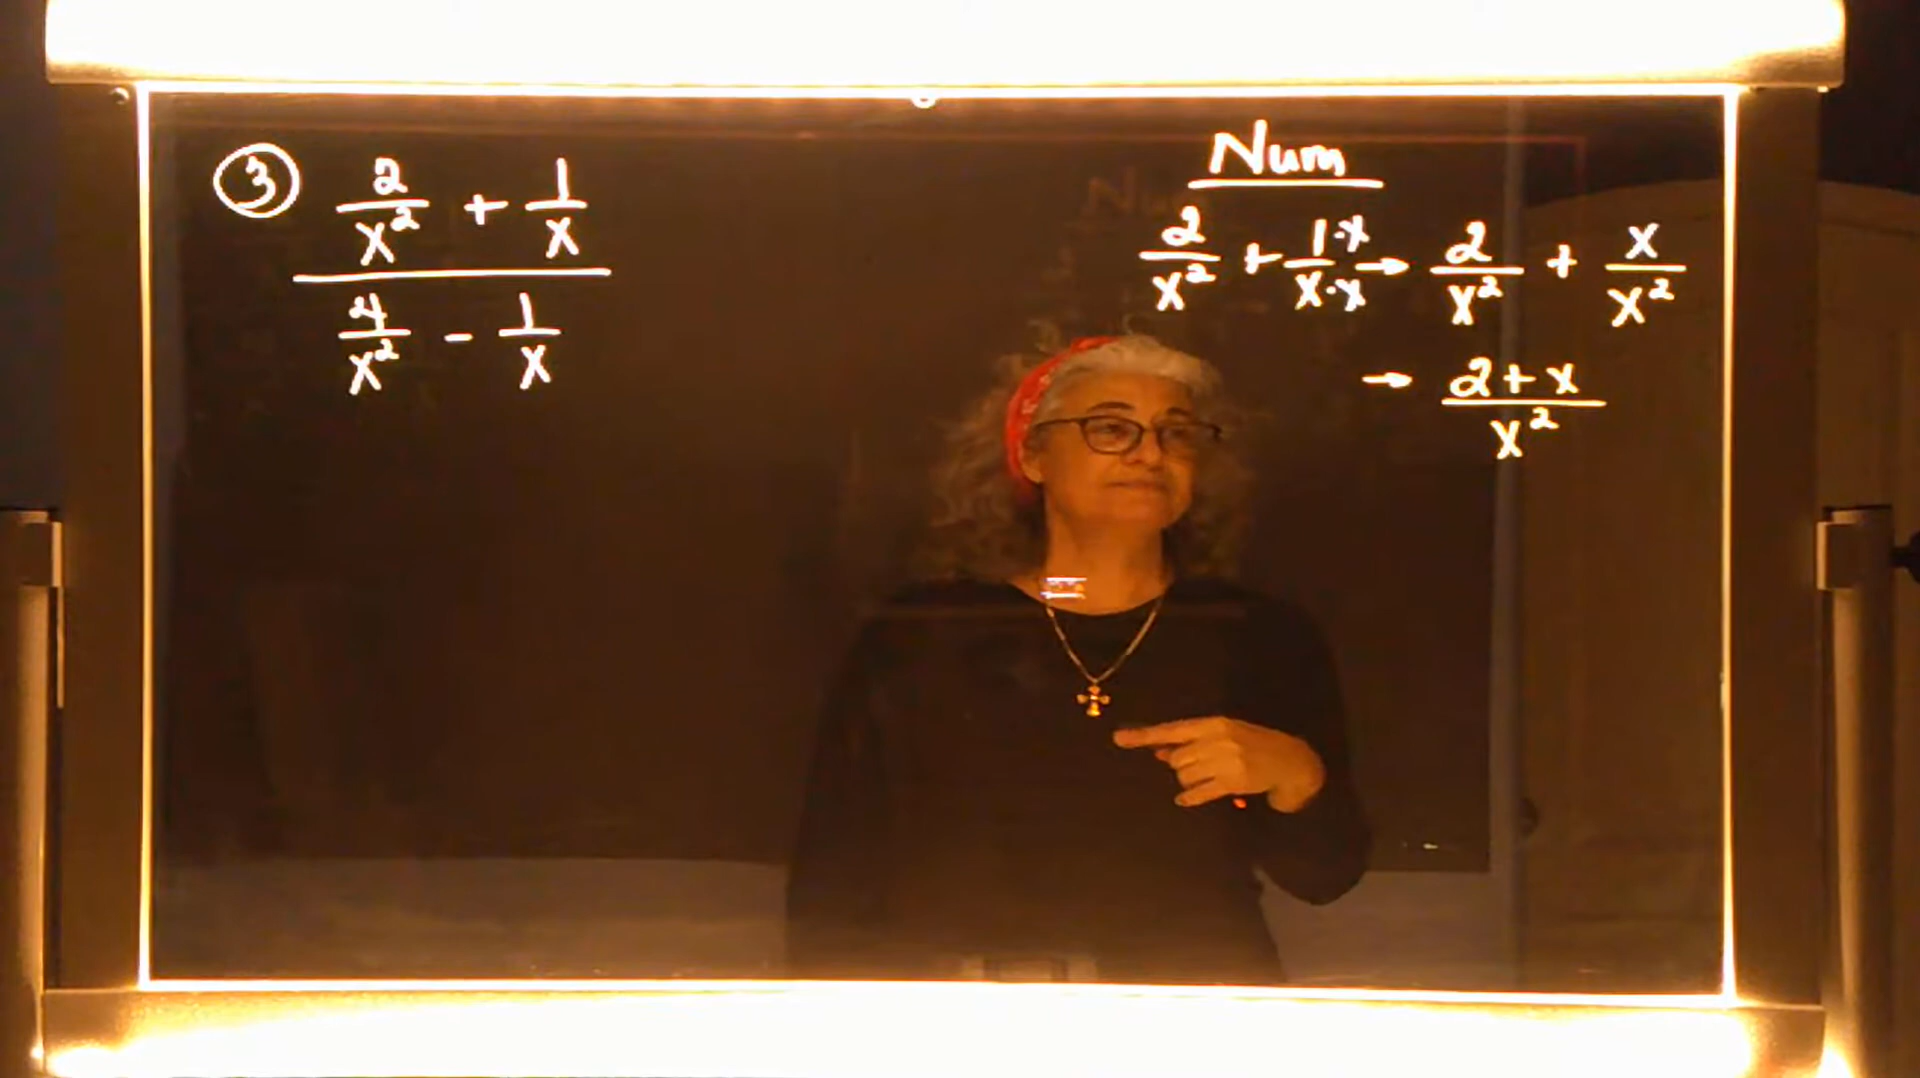 ③ 2/x² + 1/x
4/x² - 1/x
Num
2/x² + 1·x/x·x → 2/x² + x/x²
→ 2+x/x²